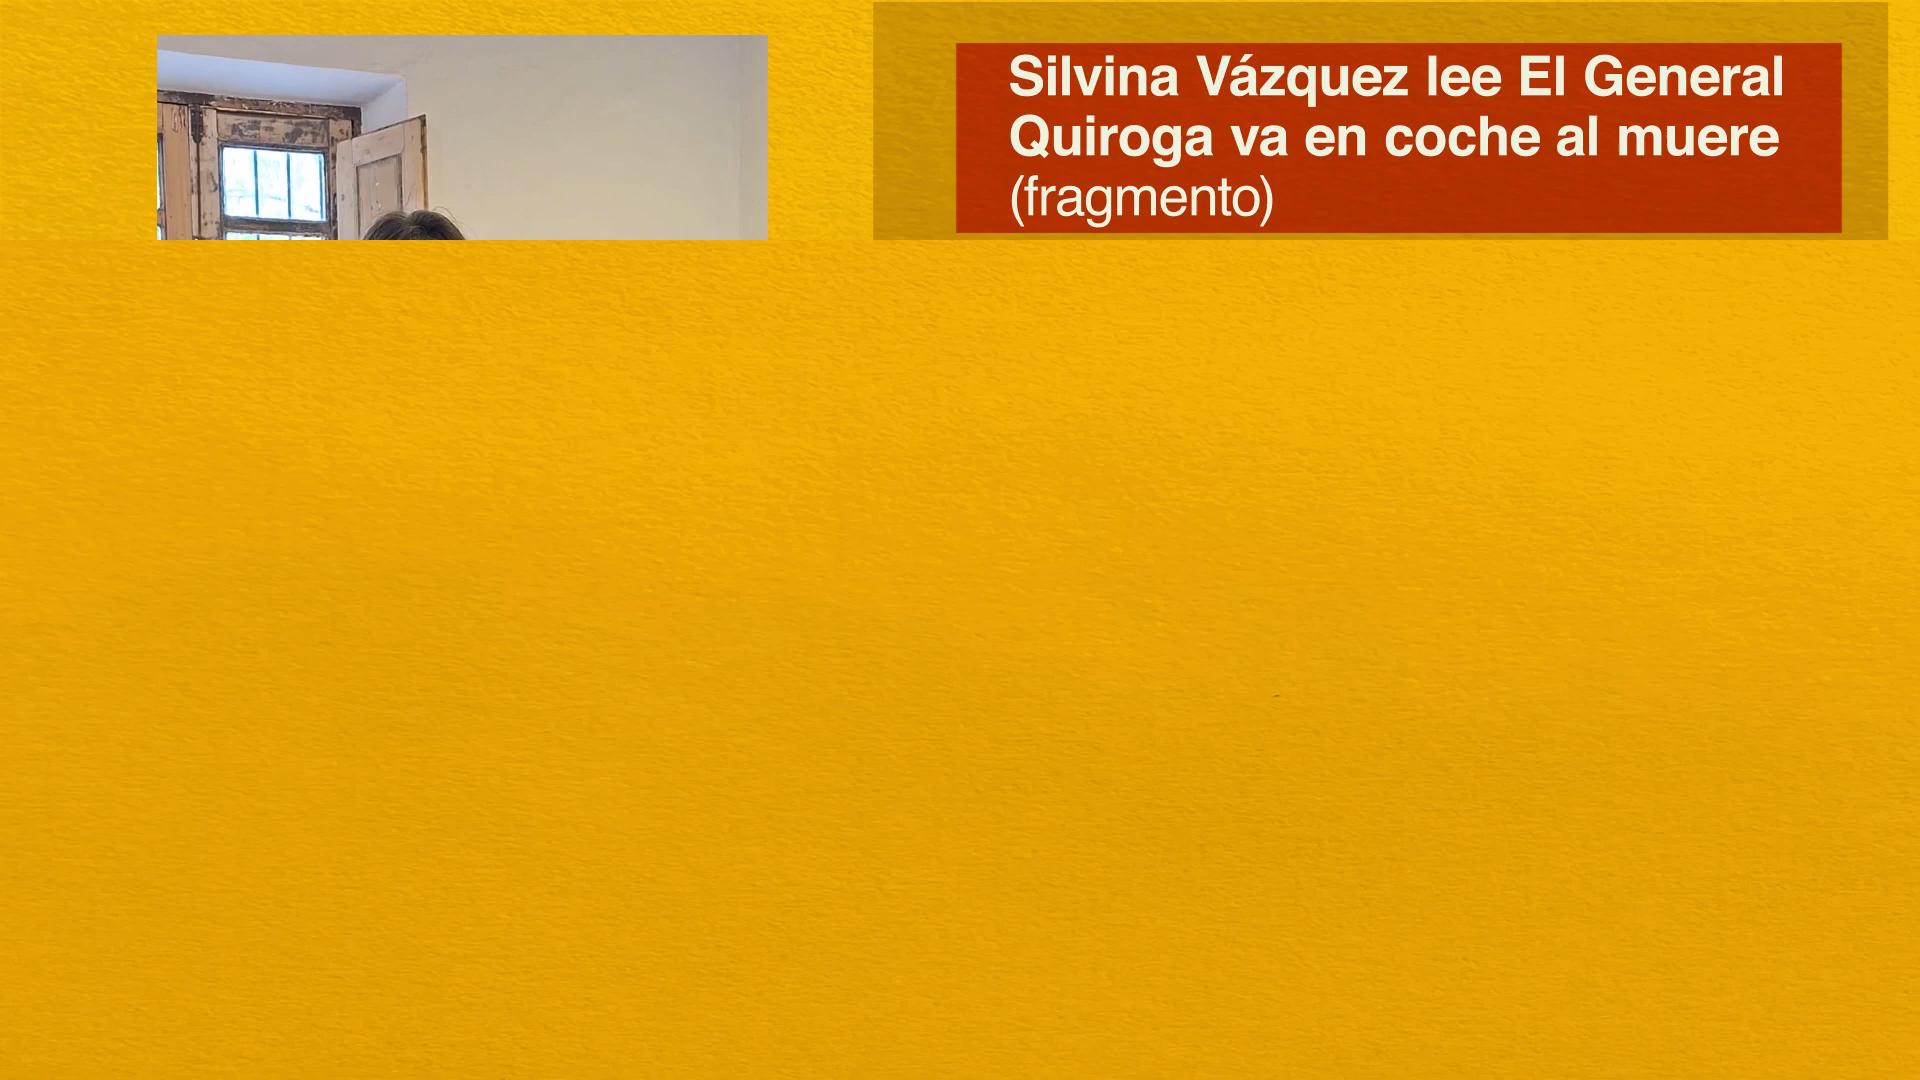 Silvina Vázquez lee El General
Quiroga va en coche al muere
(fragmento)